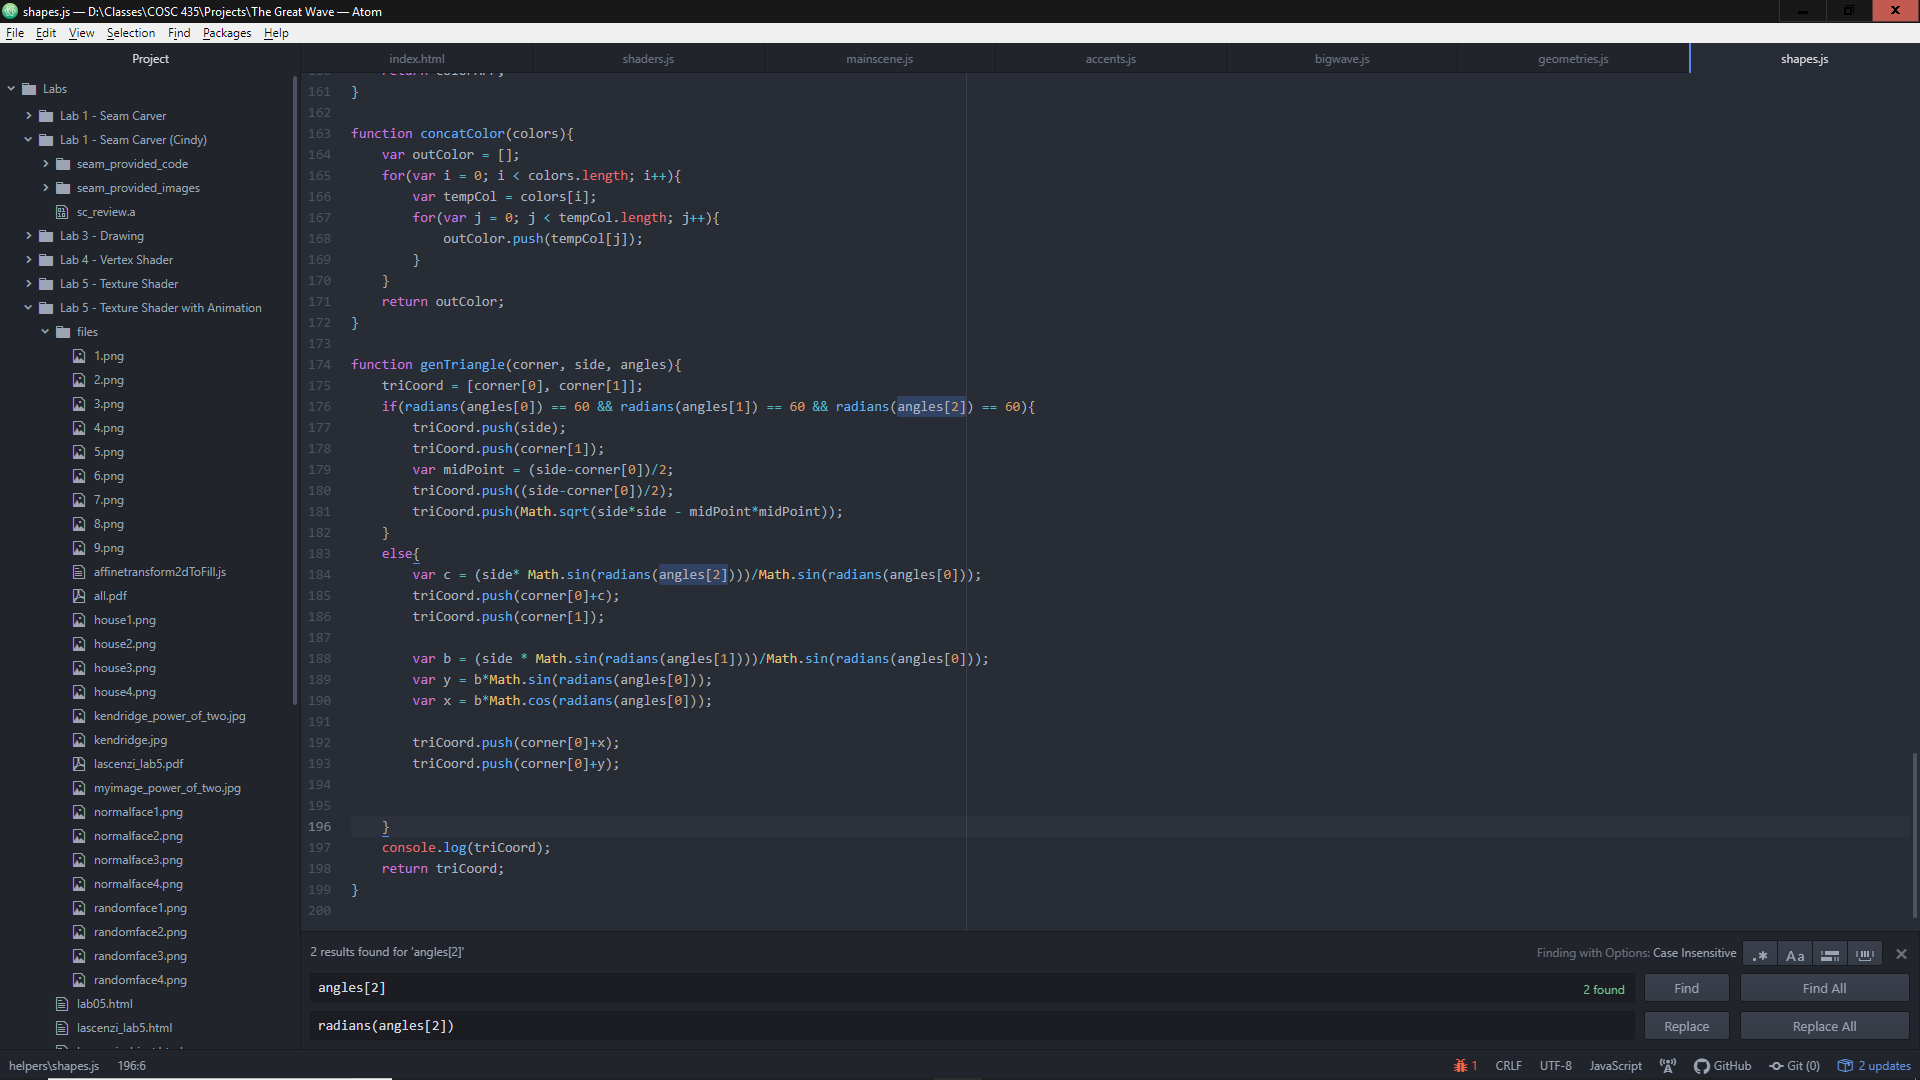 shapes.js — D:\Classes\COSC 435\Projects\The Great Wave — Atom
File Edit View Selection Find Packages Help
Project
Labs
Lab 1 - Seam Carver
Lab 1 - Seam Carver (Cindy)
seam_provided_code
seam_provided_images
sc_review.a
Lab 3 - Drawing
Lab 4 - Vertex Shader
Lab 5 - Texture Shader
Lab 5 - Texture Shader with Animation
files
1.png
2.png
3.png
4.png
5.png
6.png
7.png
8.png
9.png
affinetransform2dToFill.js
all.pdf
house1.png
house2.png
house3.png
house4.png
kendridge_power_of_two.jpg
kendridge.jpg
lascenzi_lab5.pdf
myimage_power_of_two.jpg
normalface1.png
normalface2.png
normalface3.png
normalface4.png
randomface1.png
randomface2.png
randomface3.png
randomface4.png
lab05.html
lascenzi_lab5.html
index.html shaders.js mainscene.js accents.js bigwave.js geometries.js shapes.js
161 }
162
163 function concatColor(colors){
164 var outColor = [];
165 for(var i = 0; i < colors.length; i++){
166 var tempCol = colors[i];
167 for(var j = 0; j < tempCol.length; j++){
168 outColor.push(tempCol[j]);
169 }
170 }
171 return outColor;
172 }
173
174 function genTriangle(corner, side, angles){
175 triCoord = [corner[0], corner[1]];
176 if(radians(angles[0]) == 60 && radians(angles[1]) == 60 && radians(angles[2]) == 60){
177 triCoord.push(side);
178 triCoord.push(corner[1]);
179 var midPoint = (side-corner[0])/2;
180 triCoord.push((side-corner[0])/2);
181 triCoord.push(Math.sqrt(side*side - midPoint*midPoint));
182 }
183 else{
184 var c = (side* Math.sin(radians(angles[2])))/Math.sin(radians(angles[0]));
185 triCoord.push(corner[0]+c);
186 triCoord.push(corner[1]);
187
188 var b = (side * Math.sin(radians(angles[1])))/Math.sin(radians(angles[0]));
189 var y = b*Math.sin(radians(angles[0]));
190 var x = b*Math.cos(radians(angles[0]));
191
192 triCoord.push(corner[0]+x);
193 triCoord.push(corner[0]+y);
194
195
196 }
197 console.log(triCoord);
198 return triCoord;
199 }
200
2 results found for 'angles[2]' Finding with Options: Case Insensitive .* Aa
angles[2] 2 found Find Find All
radians(angles[2]) Replace Replace All
helpers\shapes.js 196:6 1 CRLF UTF-8 JavaScript GitHub Git (0) 2 updates